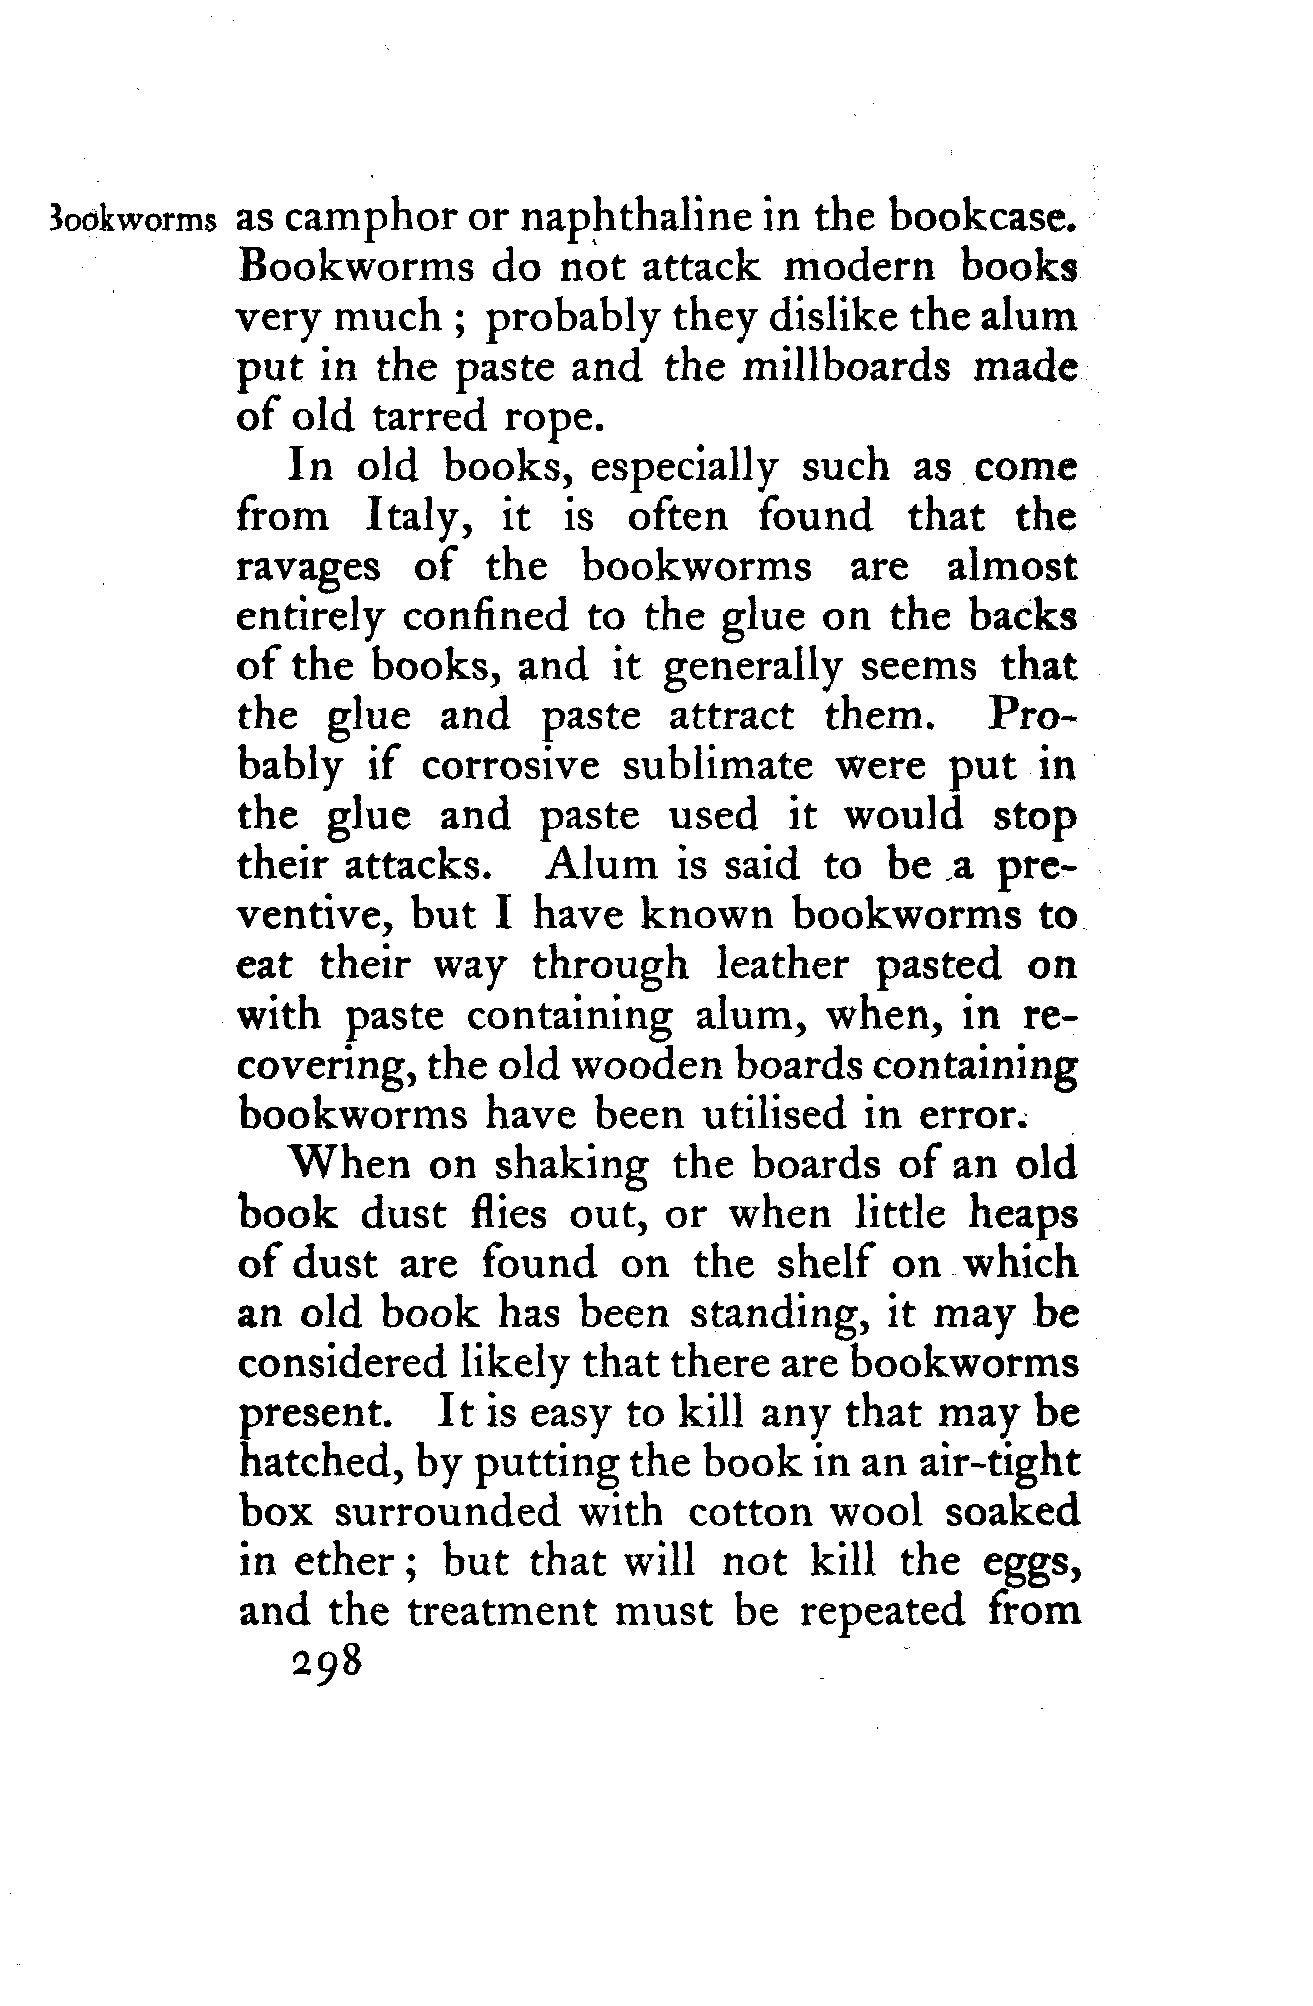 Bookworms as camphor or naphthaline in the bookcase.
Bookworms do not attack modern books
very much ; probably they dislike the alum
put in the paste and the millboards made
of old tarred rope.
In old books, especially such as come
from Italy, it is often found that the
ravages of the bookworms are almost
entirely confined to the glue on the backs
of the books, and it generally seems that
the glue and paste attract them. Pro-
bably if corrosive sublimate were put in
the glue and paste used it would stop
their attacks. Alum is said to be a pre-
ventive, but I have known bookworms to
eat their way through leather pasted on
with paste containing alum, when, in re-
covering, the old wooden boards containing
bookworms have been utilised in error.
When on shaking the boards of an old
book dust flies out, or when little heaps
of dust are found on the shelf on which
an old book has been standing, it may be
considered likely that there are bookworms
present. It is easy to kill any that may be
hatched, by putting the book in an air-tight
box surrounded with cotton wool soaked
in ether ; but that will not kill the eggs,
and the treatment must be repeated from
298